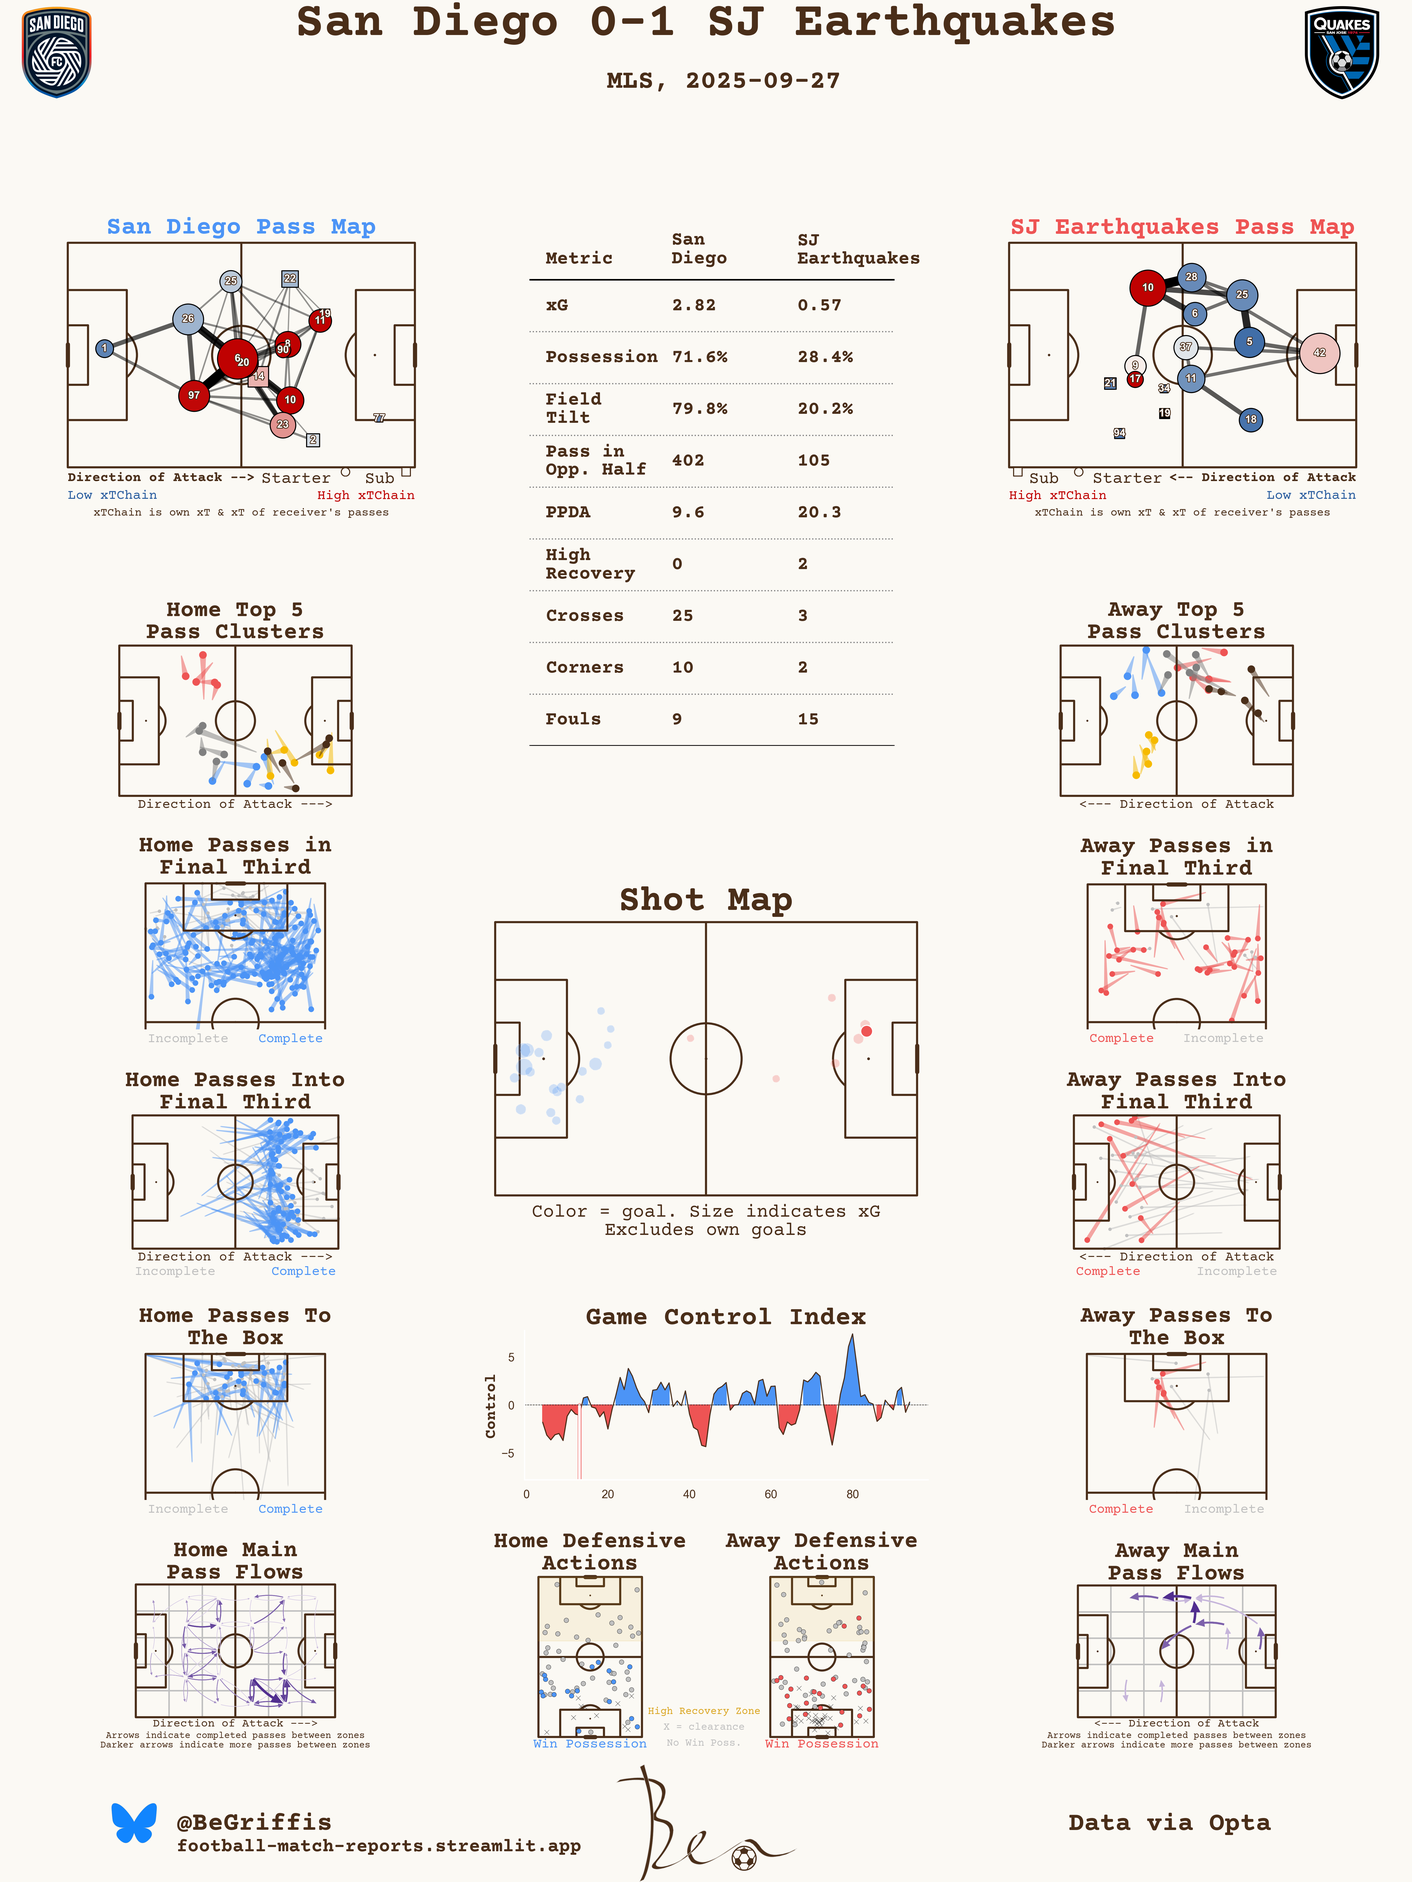 San Diego 0-1 SJ Earthquakes
MLS, 2025-09-27
SAN DIEGO
FC
QUAKES
San Diego Pass Map
25
22
26
19
11
1
8
90
6
20
14
97
10
23
77
2
Direction of Attack --> Starter Sub
Low xTChain High xTChain
xTChain is own xT & xT of receiver's passes
Metric San Diego SJ Earthquakes
xG 2.82 0.57
Possession 71.6% 28.4%
Field Tilt 79.8% 20.2%
Pass in Opp. Half 402 105
PPDA 9.6 20.3
High Recovery 0 2
Crosses 25 3
Corners 10 2
Fouls 9 15
SJ Earthquakes Pass Map
28
10
25
6
5
37
42
9
17
21
11
34
19
18
94
Sub Starter <-- Direction of Attack
High xTChain Low xTChain
xTChain is own xT & xT of receiver's passes
Home Top 5
Pass Clusters
Direction of Attack --->
Away Top 5
Pass Clusters
<--- Direction of Attack
Home Passes in
Final Third
Incomplete Complete
Away Passes in
Final Third
Complete Incomplete
Shot Map
Color = goal. Size indicates xG
Excludes own goals
Home Passes Into
Final Third
Direction of Attack --->
Incomplete Complete
Away Passes Into
Final Third
<--- Direction of Attack
Complete Incomplete
Home Passes To
The Box
Incomplete Complete
Game Control Index
Control
5
0
−5
0 20 40 60 80
Away Passes To
The Box
Complete Incomplete
Home Main
Pass Flows
Direction of Attack --->
Arrows indicate completed passes between zones
Darker arrows indicate more passes between zones
Home Defensive
Actions
Win Possession
High Recovery Zone
X = clearance
No Win Poss.
Away Defensive
Actions
Win Possession
Away Main
Pass Flows
<--- Direction of Attack
Arrows indicate completed passes between zones
Darker arrows indicate more passes between zones
@BeGriffis
football-match-reports.streamlit.app
Ben
Data via Opta